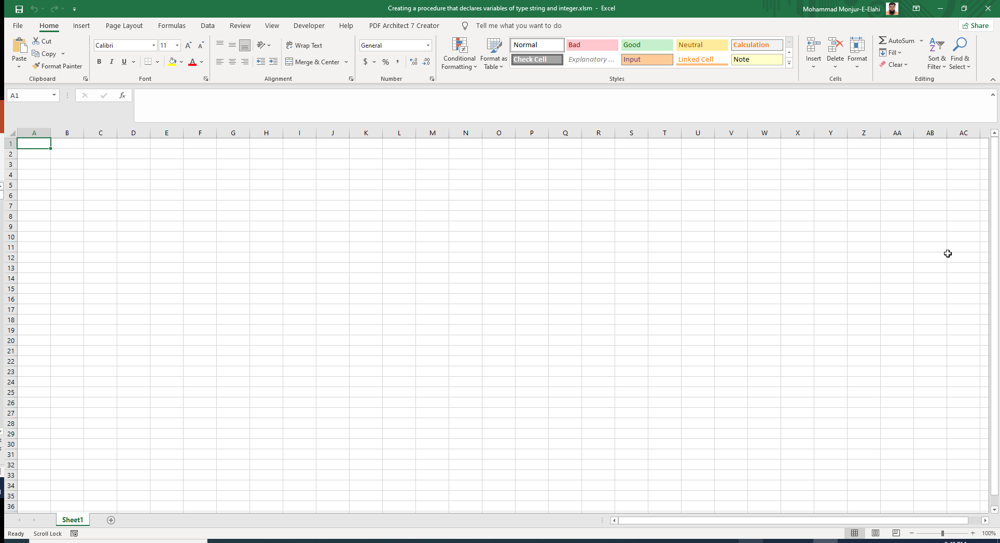 Creating a procedure that declares variables of type string and integer.xlsm - Excel
Mohammad Monjur-E-Elahi
File Home Insert Page Layout Formulas Data Review View Developer Help PDF Architect 7 Creator Tell me what you want to do Share
Paste
Cut
Copy
Format Painter
Clipboard
Calibri 11
B I U
Font
Wrap Text
Merge & Center
Alignment
General
$ % ,
Number
Conditional
Formatting
Format as
Table
Normal Bad Good Neutral Calculation
Check Cell Explanatory ... Input Linked Cell Note
Styles
Insert Delete Format
Cells
AutoSum
Fill
Clear
Sort &
Filter
Find &
Select
Editing
A1 fx
A B C D E F G H I J K L M N O P Q R S T U V W X Y Z AA AB AC
1
2
3
4
5
6
7
8
9
10
11
12
13
14
15
16
17
18
19
20
21
22
23
24
25
26
27
28
29
30
31
32
33
34
35
36
Sheet1
Ready Scroll Lock 100%